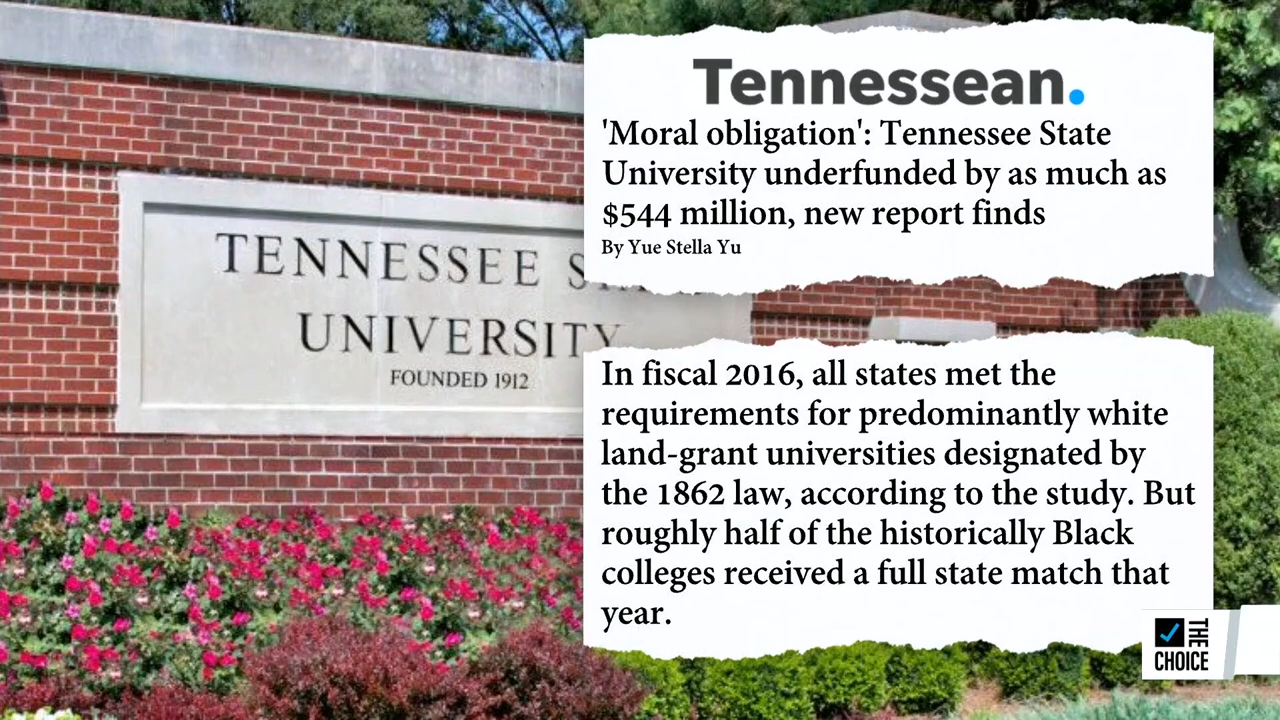 Tennessean.
'Moral obligation': Tennessee State
University underfunded by as much as
$544 million, new report finds
By Yue Stella Yu
TENNESSEE
UNIVERSITY
FOUNDED 1912
In fiscal 2016, all states met the
requirements for predominantly white
land-grant universities designated by
the 1862 law, according to the study. But
roughly half of the historically Black
colleges received a full state match that
year.
THE
CHOICE